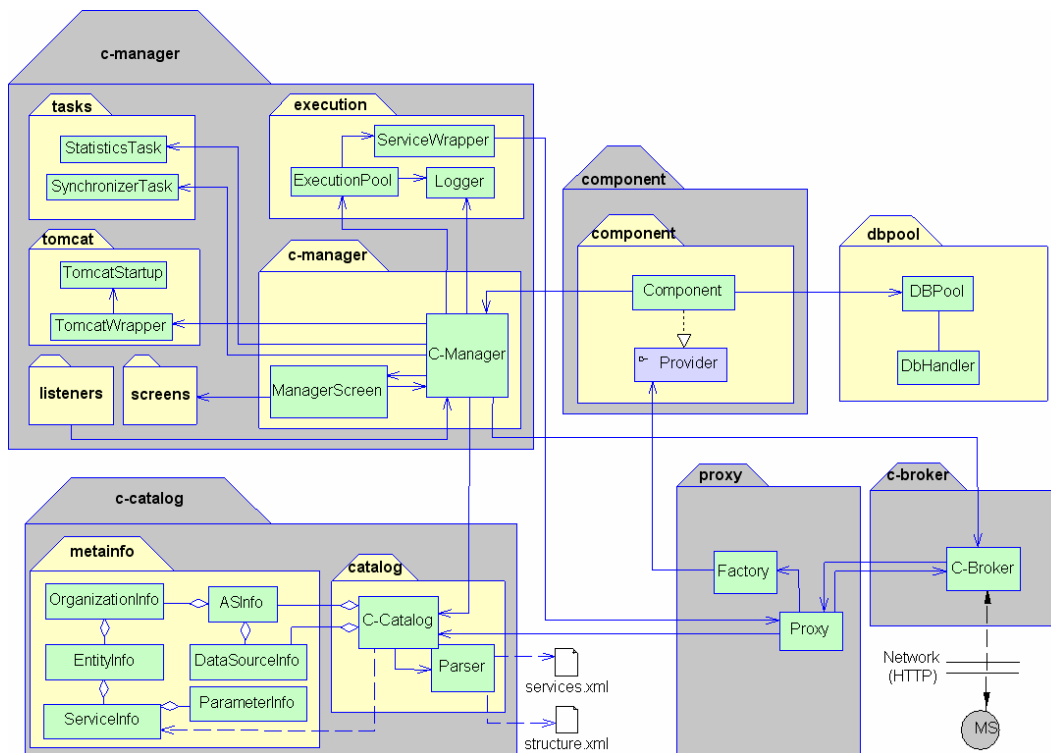 c-manager
tasks
StatisticsTask
SynchronizerTask
execution
ServiceWrapper
ExecutionPool
Logger
tomcat
TomcatStartup
TomcatWrapper
c-manager
C-Manager
ManagerScreen
listeners
screens
component
component
Component
Provider
dbpool
DBPool
DbHandler
c-catalog
metainfo
OrganizationInfo
ASInfo
EntityInfo
DataSourceInfo
ServiceInfo
ParameterInfo
catalog
C-Catalog
Parser
services.xml
structure.xml
proxy
Factory
Proxy
c-broker
C-Broker
Network
(HTTP)
MS